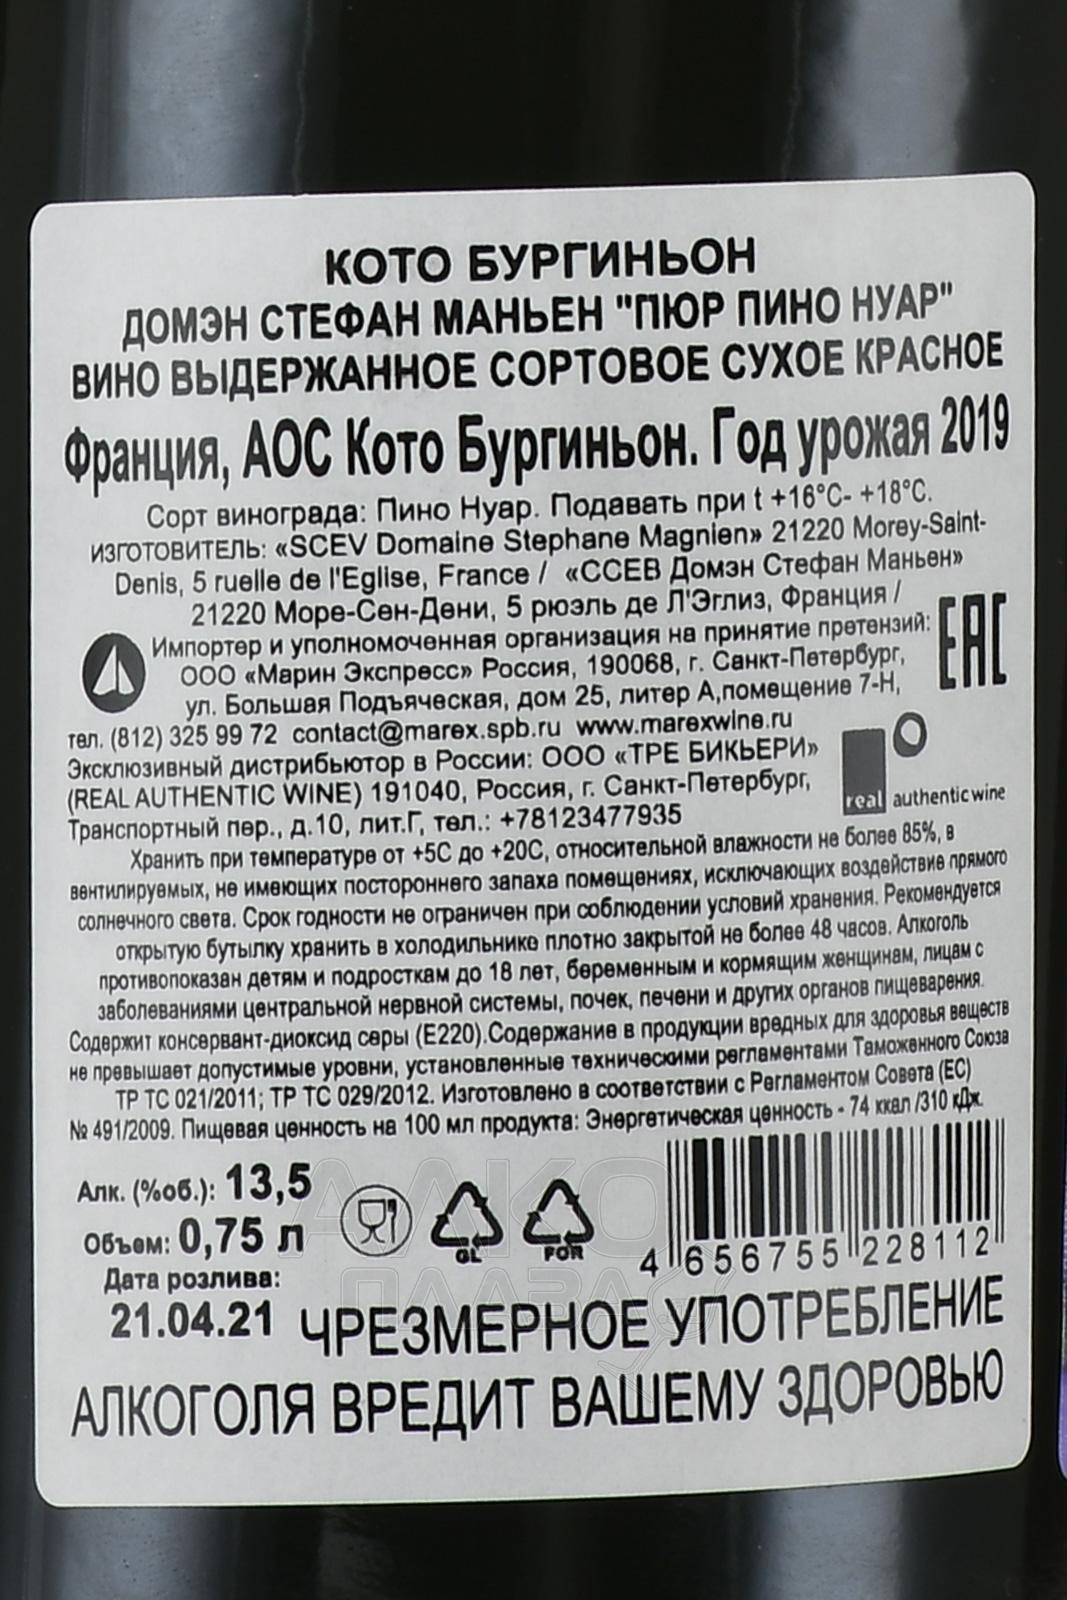 КОТО БУРГИНЬОН
ДОМЭН СТЕФАН МАНЬЕН "ПЮР ПИНО НУАР"
ВИНО ВЫДЕРЖАННОЕ СОРТОВОЕ СУХОЕ КРАСНОЕ
Франция, АОС Кото Бургиньон. Год урожая 2019
Сорт винограда: Пино Нуар. Подавать при t +16°С- +18°С.
ИЗГОТОВИТЕЛЬ: «SCEV Domaine Stephane Magnien» 21220 Morey-Saint-
Denis, 5 ruelle de l'Eglise, France / «ССЕВ Домэн Стефан Маньен»
21220 Море-Сен-Дени, 5 рюэль де Л'Эглиз, Франция /
Импортер и уполномоченная организация на принятие претензий:
ООО «Марин Экспресс» Россия, 190068, г. Санкт-Петербург,
ул. Большая Подъяческая, дом 25, литер А,помещение 7-Н,
тел. (812) 325 99 72 contact@marex.spb.ru www.marexwine.ru
EAC
Эксклюзивный дистрибьютор в России: ООО «ТРЕ БИКЬЕРИ»
(REAL AUTHENTIC WINE) 191040, Россия, г. Санкт-Петербург,
Транспортный пер., д.10, лит.Г, тел.: +78123477935
real authentic wine
Хранить при температуре от +5С до +20С, относительной влажности не более 85%, в
вентилируемых, не имеющих постороннего запаха помещениях, исключающих воздействие прямого
солнечного света. Срок годности не ограничен при соблюдении условий хранения. Рекомендуется
открытую бутылку хранить в холодильнике плотно закрытой не более 48 часов. Алкоголь
противопоказан детям и подросткам до 18 лет, беременным и кормящим женщинам, лицам с
заболеваниями центральной нервной системы, почек, печени и других органов пищеварения.
Содержит консервант-диоксид серы (Е220).Содержание в продукции вредных для здоровья веществ
не превышает допустимые уровни, установленные техническими регламентами Таможенного Союза
ТР ТС 021/2011; ТР ТС 029/2012. Изготовлено в соответствии с Регламентом Совета (ЕС)
№ 491/2009. Пищевая ценность на 100 мл продукта: Энергетическая ценность - 74 ккал /310 кДж.
Алк. (%об.): 13,5
Объем: 0,75 л
GL
FOR
4 656755 228112
Дата розлива:
21.04.21
ЧРЕЗМЕРНОЕ УПОТРЕБЛЕНИЕ
АЛКОГОЛЯ ВРЕДИТ ВАШЕМУ ЗДОРОВЬЮ
АЛКО
ПЛАЗА